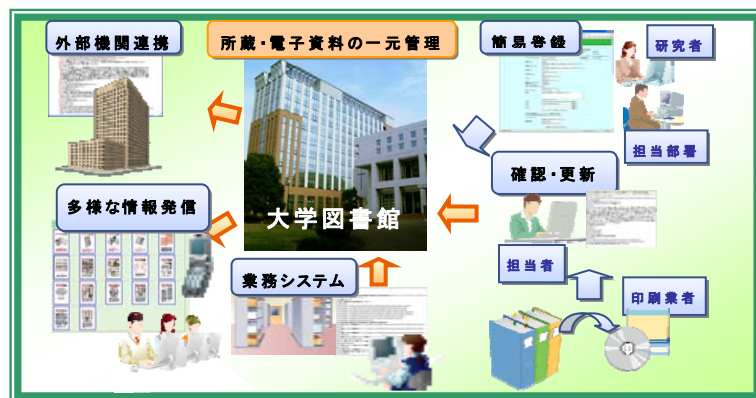 外部機関連携
所蔵・電子資料の一元管理
簡易登録
研究者
担当部署
確認・更新
多様な情報発信
大学図書館
担当者
業務システム
印刷業者